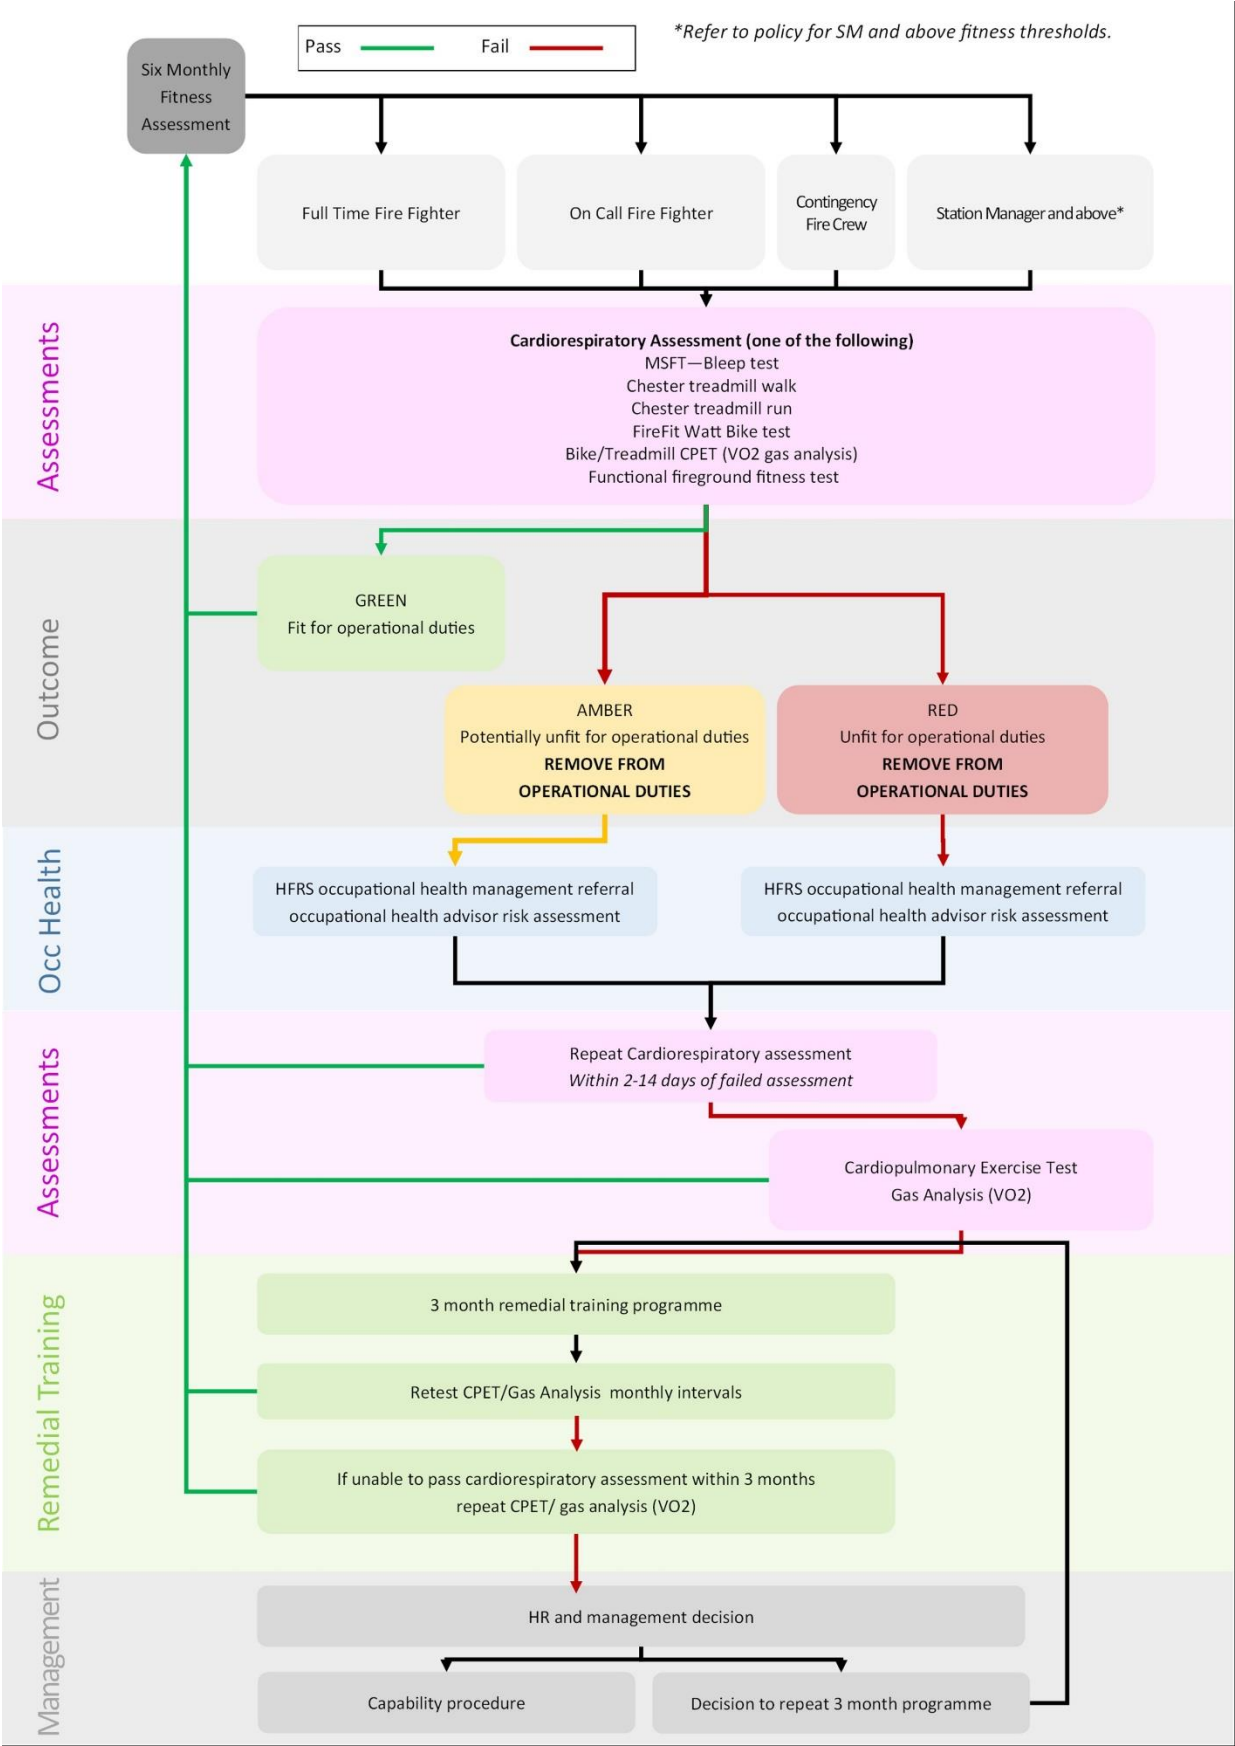 *Refer to policy for SM and above fitness thresholds.
Pass
Fail
Six Monthly
Fitness
Assessment
Full Time Fire Fighter
On Call Fire Fighter
Contingency
Fire Crew
Station Manager and above*
Assessments
Cardiorespiratory Assessment (one of the following)
MSFT—Bleep test
Chester treadmill walk
Chester treadmill run
FireFit Watt Bike test
Bike/Treadmill CPET (VO2 gas analysis)
Functional fireground fitness test
Outcome
GREEN
Fit for operational duties
AMBER
Potentially unfit for operational duties
REMOVE FROM
OPERATIONAL DUTIES
RED
Unfit for operational duties
REMOVE FROM
OPERATIONAL DUTIES
Occ Health
HFRS occupational health management referral
occupational health advisor risk assessment
HFRS occupational health management referral
occupational health advisor risk assessment
Assessments
Repeat Cardiorespiratory assessment
Within 2-14 days of failed assessment
Cardiopulmonary Exercise Test
Gas Analysis (VO2)
Remedial Training
3 month remedial training programme
Retest CPET/Gas Analysis monthly intervals
If unable to pass cardiorespiratory assessment within 3 months
repeat CPET/ gas analysis (VO2)
Management
HR and management decision
Capability procedure
Decision to repeat 3 month programme